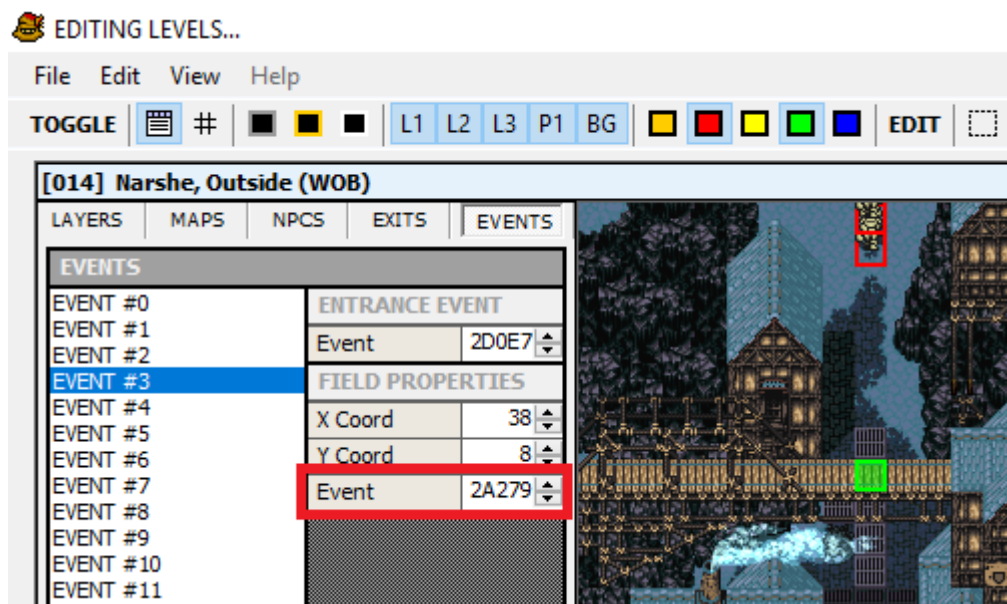 EDITING LEVELS...
File Edit View Help
TOGGLE L1 L2 L3 P1 BG EDIT
[014] Narshe, Outside (WOB)
LAYERS MAPS NPCS EXITS EVENTS
EVENTS
EVENT #0 ENTRANCE EVENT
EVENT #1 Event 2D0E7
EVENT #2
EVENT #3 FIELD PROPERTIES
EVENT #4 X Coord 38
EVENT #5
EVENT #6 Y Coord 8
EVENT #7 Event 2A279
EVENT #8
EVENT #9
EVENT #10
EVENT #11